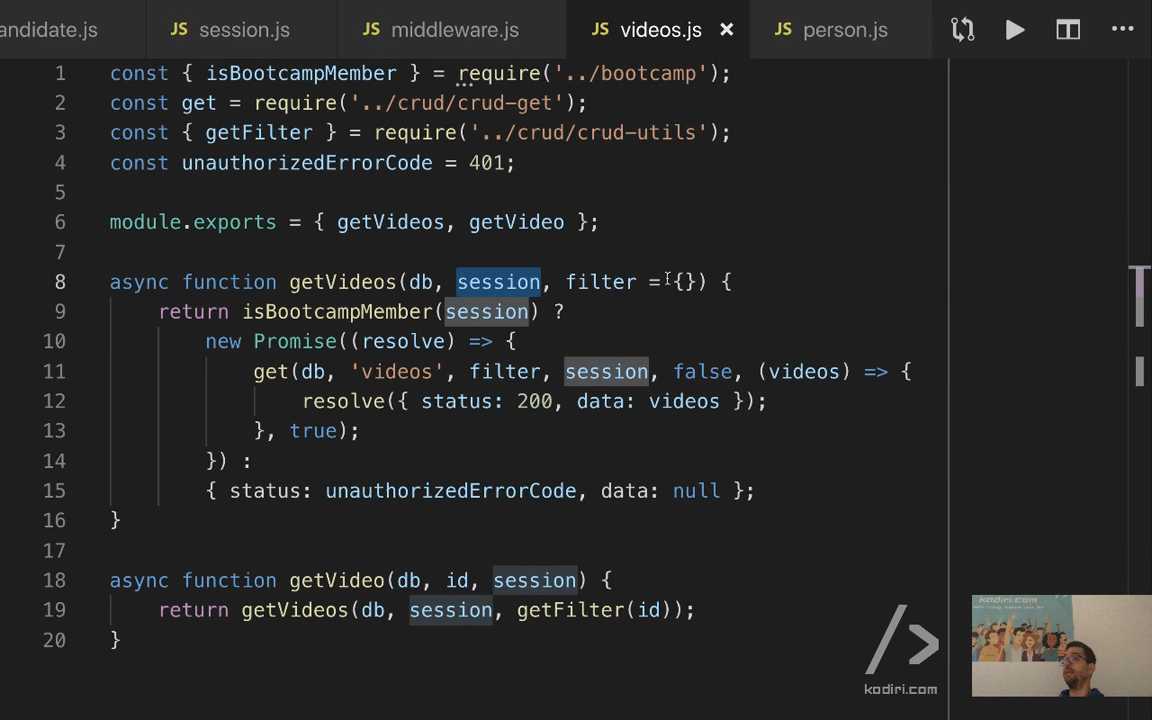 andidate.js JS session.js JS middleware.js JS videos.js × JS person.js
1 const { isBootcampMember } = require('../bootcamp');
2 const get = require('../crud/crud-get');
3 const { getFilter } = require('../crud/crud-utils');
4 const unauthorizedErrorCode = 401;
5
6 module.exports = { getVideos, getVideo };
7
8 async function getVideos(db, session, filter = {}) {
9 return isBootcampMember(session) ?
10 new Promise((resolve) => {
11 get(db, 'videos', filter, session, false, (videos) => {
12 resolve({ status: 200, data: videos });
13 }, true);
14 }) :
15 { status: unauthorizedErrorCode, data: null };
16 }
17
18 async function getVideo(db, id, session) {
19 return getVideos(db, session, getFilter(id));
20 }
kodiri.com
kodiri.com